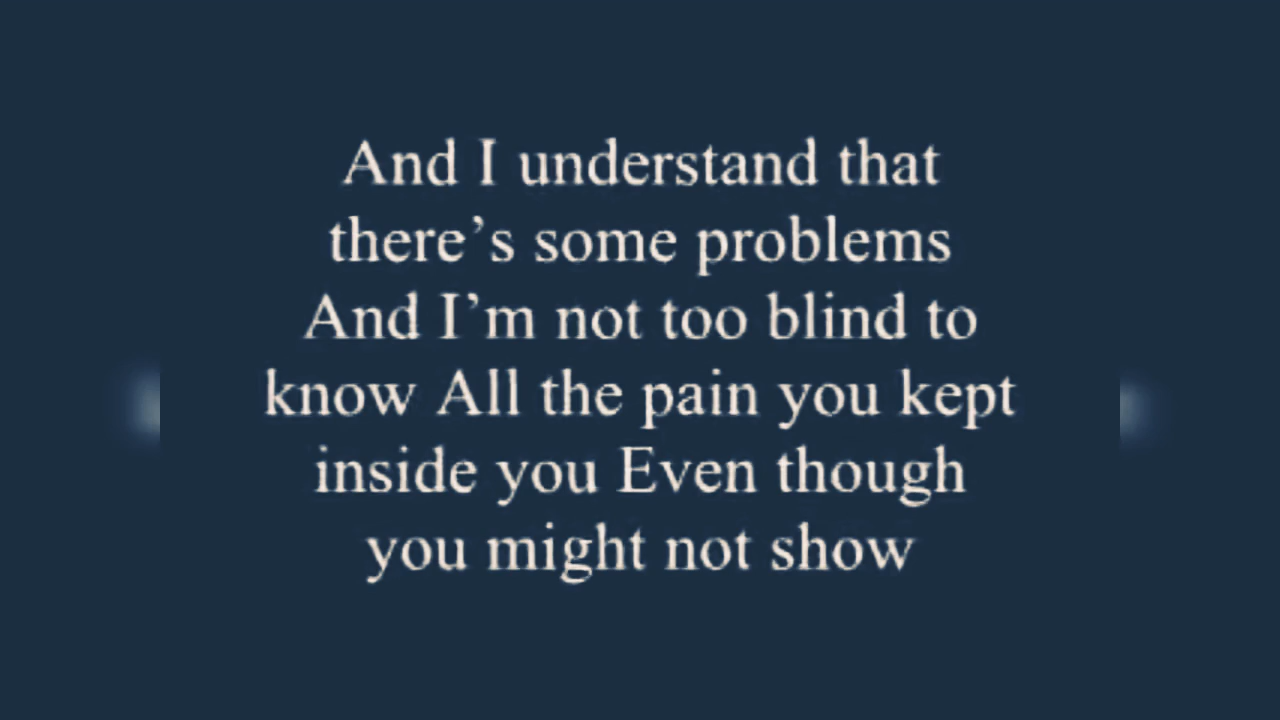 And I understand that
there’s some problems
And I’m not too blind to
know All the pain you kept
inside you Even though
you might not show